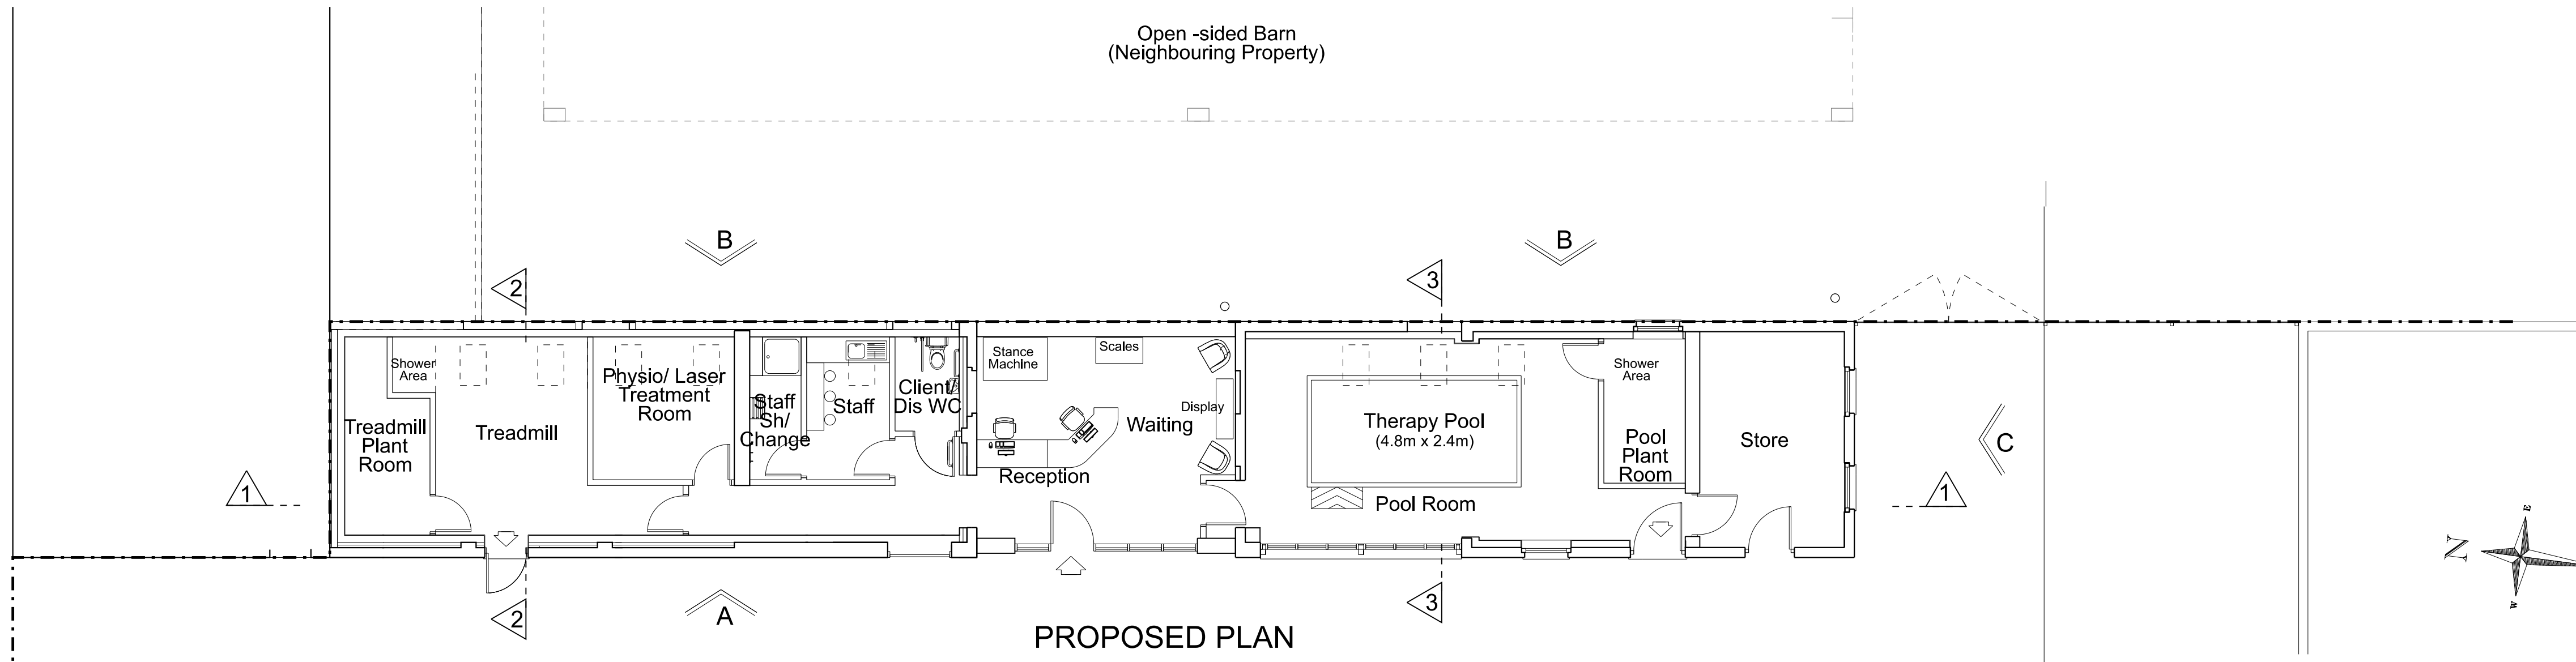 Open -sided Barn
(Neighbouring Property)
B
B
2
3
Shower
Area
Physio/ Laser
Treatment
Room
Treadmill
Plant
Room
Treadmill
Staff
Sh/
Change
Staff
Client/
Dis WC
Stance
Machine
Scales
Display
Waiting
Reception
Therapy Pool
(4.8m x 2.4m)
Pool Room
Shower
Area
Pool
Plant
Room
Store
C
1
1
2
A
3
PROPOSED PLAN
N
E
W